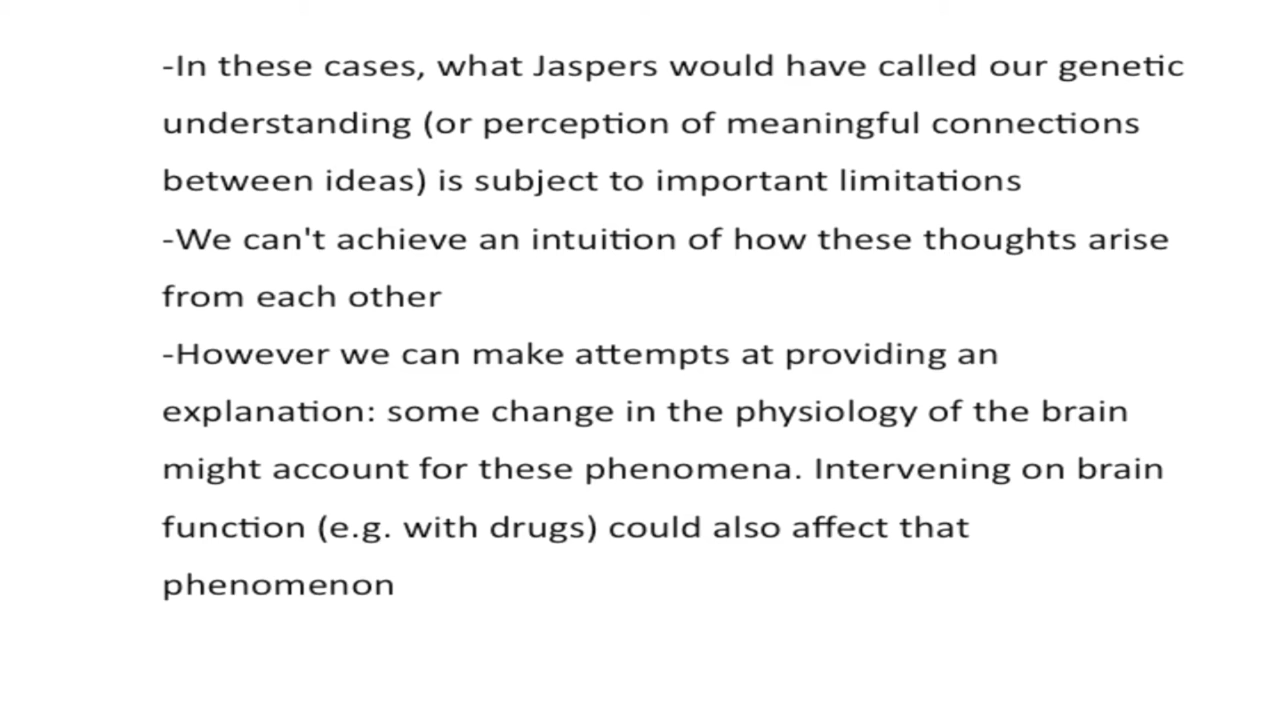 -In these cases, what Jaspers would have called our genetic
understanding (or perception of meaningful connections
between ideas) is subject to important limitations
-We can't achieve an intuition of how these thoughts arise
from each other
-However we can make attempts at providing an
explanation: some change in the physiology of the brain
might account for these phenomena. Intervening on brain
function (e.g. with drugs) could also affect that
phenomenon